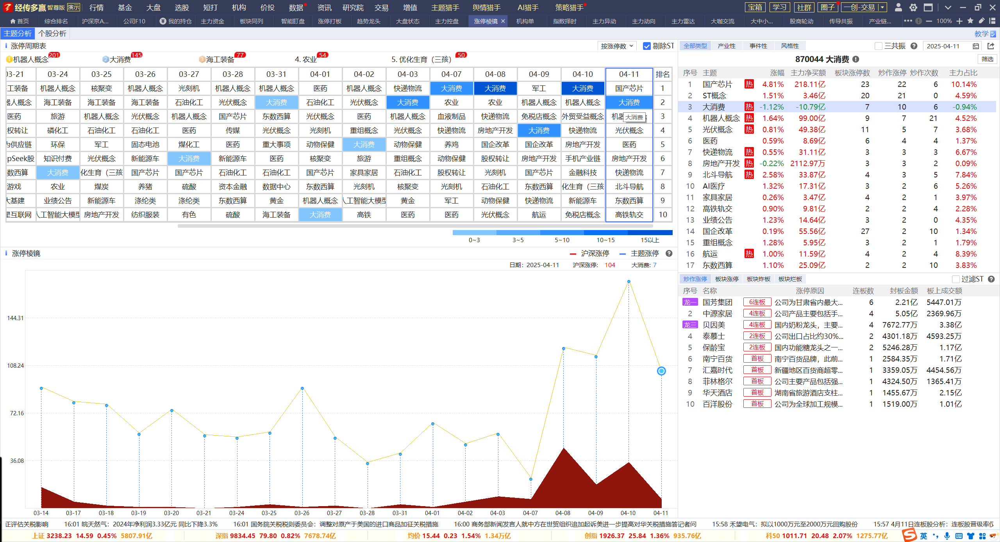 经传多赢 智尊版 演示 行情 基金 大盘 选股 短打 机构 价投 数据 资讯 研究院 交易 增值 主题猎手 舆情猎手 AI猎手 策略猎手 宝箱 学习 社群 圈子 一创-交易
首页 综合排名 沪深京A... 公司F10 我的持仓 主力资金 板块同列 智能盯盘 涨停打板 趋势龙头 大盘状态 主力控盘 涨停棱镜 机构单 指数择时 主力异动 主力动向 主力雷达 大咖交流 大中小... 股商轮动 传导共振 产业链... 100%
主题分析 个股分析 教学
涨停周期表 按涨停数 剔除ST
1 机器人概念 201 2 大消费 145 3 海工装备 77 4. 农业 54 5. 优化生育（三孩） 50
03-21 03-24 03-25 03-26 03-27 03-28 03-31 04-01 04-02 04-03 04-07 04-08 04-09 04-10 04-11 排名
工装备 机器人概念 核聚变 机器人概念 光刻机 机器人概念 机器人概念 医药 机器人概念 快递物流 大消费 大消费 军工 大消费 国产芯片 1
器人概念 海工装备 海工装备 海工装备 石油化工 光伏概念 大消费 石油化工 光伏概念 大消费 农业 农业 机器人概念 机器人概念 大消费 2
医药 旅游 机器人概念 光伏概念 机器人概念 国产芯片 东数西算 光伏概念 医药 机器人概念 血液制品 快递物流 免税店概念 外贸受益概念 机器 大消费 3
权转让 磷化工 石油化工 石油化工 医药 传媒 光伏概念 光刻机 重组概念 光伏概念 快递物流 房地产开发 大消费 快递物流 光伏概念 4
为供应链 环保 军工 固态电池 煤化工 医药 重大事项 动物保健 大消费 动物保健 养鸡 国企改革 国企改革 房地产开发 医药 5
pSeek股 知识付费 光伏概念 新能源车 大消费 新能源车 医药 核聚变 旅游 重组概念 动物保健 股权转让 房地产开发 手机产业链 房地产开发 6
数西算 大消费 化生育（三孩 国产芯片 国产芯片 石油化工 石油化工 国产芯片 家具家居 石油化工 股权转让 光刻机 国产芯片 金融科技 快递物流 7
游戏 农业 煤炭 养猪 硫酸 资本金融 数据中心 东数西算 光刻机 核聚变 光刻机 石油化工 东数西算 化生育（三孩 北斗导航 8
大基建 业绩公告 新能源车 涤纶类 涤纶类 东数西算 黄金 机器人概念 人工智能大模型 黄金 军工 动物保健 快递物流 新能源车 东数西算 9
星互联网 人工智能大模型 房地产开发 纺织服装 有色 硫酸 海工装备 大消费 高铁 医药 医药 光伏概念 航运 免税店概念 高铁轨交 10
0~3 3~5 5~10 10~15 15以上
涨停棱镜 沪深涨停 主题涨停
日期：2025-04-11 沪深涨停: 104 大消费: 7
144.31
108.24
72.16
36.08
03-14 03-17 03-18 03-19 03-20 03-21 03-24 03-25 03-26 03-27 03-28 03-31 04-01 04-02 04-03 04-07 04-08 04-09 04-10 04-11
全部类型 产业性 事件性 风格性 三共振 2025-04-11
870044 大消费 筛选
序号 主题 涨幅 主力净买额 板块涨停数 炒作涨停 炒作次数 主力占比
1 国产芯片 热 4.81% 218.11亿 23 22 6 10.14%
2 ST概念 1.51% 3.46亿 20 21 0 4.59%
3 大消费 热 -1.12% -10.79亿 7 10 6 -0.94%
4 机器人概念 热 1.64% 99.00亿 9 7 21 4.52%
5 光伏概念 热 0.81% 49.38亿 11 5 7 3.68%
6 医药 0.59% 8.69亿 6 4 4 1.37%
7 快递物流 热 0.55% 31.11亿 3 3 3 6.67%
8 房地产开发 热 -0.22% 2112.97万 3 3 2 0.09%
9 北斗导航 热 2.58% 33.87亿 4 3 5 7.84%
10 AI医疗 1.32% 17.31亿 3 2 6 5.26%
11 家具家居 0.26% 3.47亿 4 2 1 3.97%
12 高铁轨交 0.90% 9.81亿 2 2 4 2.28%
13 业绩公告 1.23% 14.64亿 3 2 0 4.35%
14 国企改革 0.19% 55.56亿 27 2 10 1.34%
15 重组概念 1.28% 5.95亿 3 2 1 1.79%
16 航运 热 1.00% 11.59亿 4 2 4 8.39%
17 东数西算 1.10% 25.09亿 2 2 10 3.83%
炒作涨停 板块涨停 板块炸板 板块烂板 过滤ST
序号 名称 涨停原因 连板数 封板金额 板上成交额
龙一 国芳集团 6连板 公司为甘肃省内最大... 6 2.21亿 5447.01万
2 中源家居 4连板 公司产品主要包括手... 4 5.05亿 2369.96万
龙三 贝因美 4连板 国内奶粉龙头，主要... 4 7672.77万 3.38亿
4 泰慕士 2连板 公司出口占比约30%... 2 4301.18万 4593.25万
5 保龄宝 2连板 国内功能糖龙头之一... 2 5246.28万 1.17亿
6 南宁百货 首板 南宁百货品牌，此前... 1 2584.35万 1.71亿
7 汇嘉时代 首板 新疆地区百货商超零... 1 3359.05万 4454.56万
8 菲林格尔 首板 公司主要产品包括强... 1 4324.50万 1365.41万
9 华天酒店 首板 湖南省旅游酒店支柱... 1 1455.67万 2.15亿
10 百洋股份 首板 公司为全球加工规模... 1 1519.00万 1.01亿
正评估关税影响 16:01 皖天然气：2024年净利润3.33亿元 同比下降3.3% 16:01 国务院关税税则委员会：调整对原产于美国的进口商品加征关税措施 16:00 商务部新闻发言人就中方在世贸组织追加起诉美进一步提高对华关税措施答记者问 15:58 禾望电气：拟以1000万元至2000万元回购股份 15:57 4月11日连板股分析：连板股晋级率仅
上证 3238.23 14.59 0.45% 5807.91亿 深指 9834.45 79.80 0.82% 7678.74亿 均价 15.44 0.23 1.54% 1.34万亿 创指 1926.37 25.84 1.36% 935.76亿 科50 1011.71 20.48 2.07% 1275.77亿 英